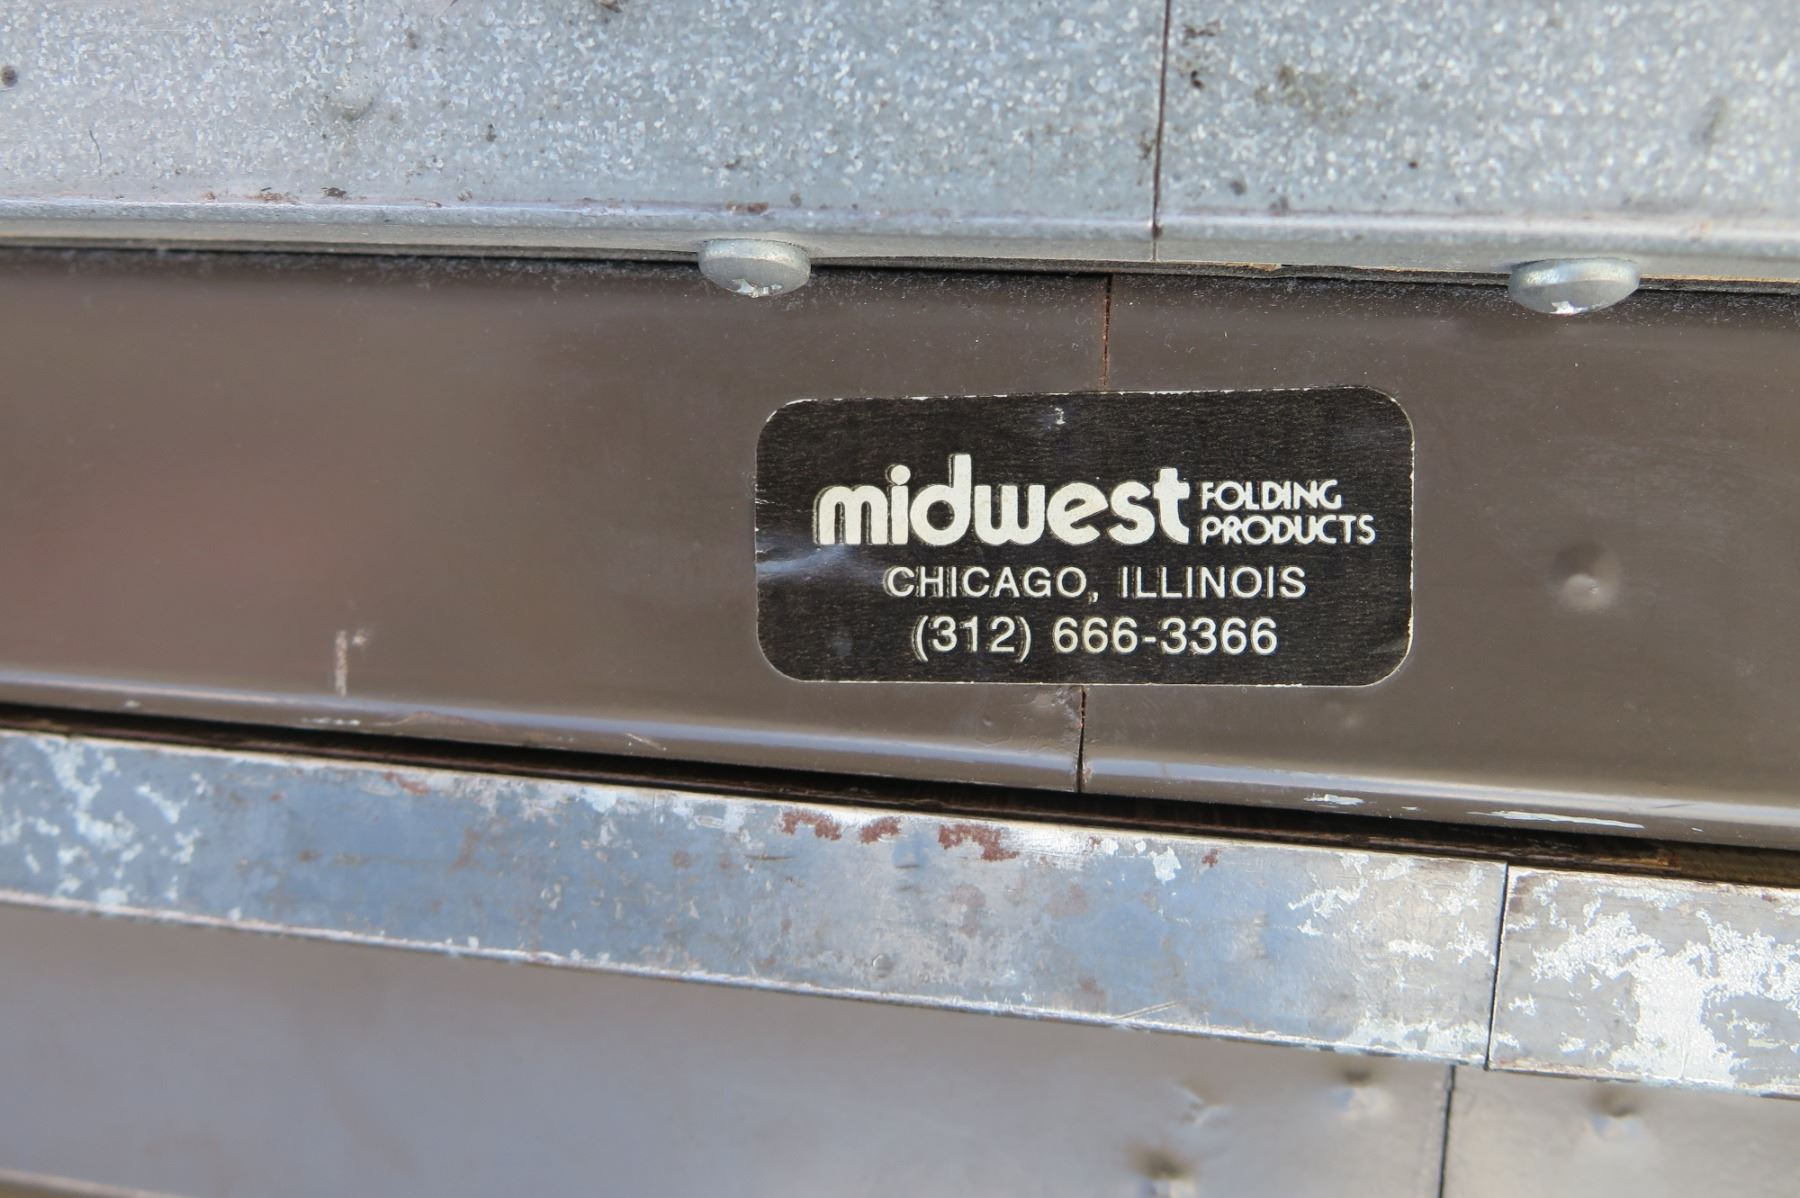 midwest FOLDING PRODUCTS
CHICAGO, ILLINOIS
(312) 666-3366